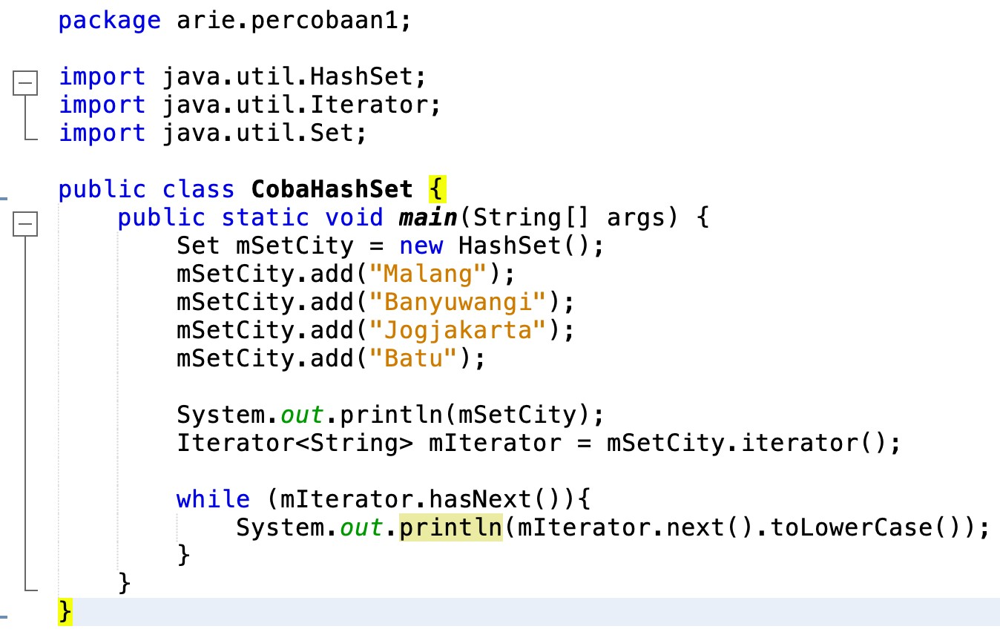 package arie.percobaan1;
import java.util.HashSet;
import java.util.Iterator;
import java.util.Set;
public class CobaHashSet {
    public static void main(String[] args) {
        Set mSetCity = new HashSet();
        mSetCity.add("Malang");
        mSetCity.add("Banyuwangi");
        mSetCity.add("Jogjakarta");
        mSetCity.add("Batu");
        System.out.println(mSetCity);
        Iterator<String> mIterator = mSetCity.iterator();
        while (mIterator.hasNext()){
            System.out.println(mIterator.next().toLowerCase());
        }
    }
}